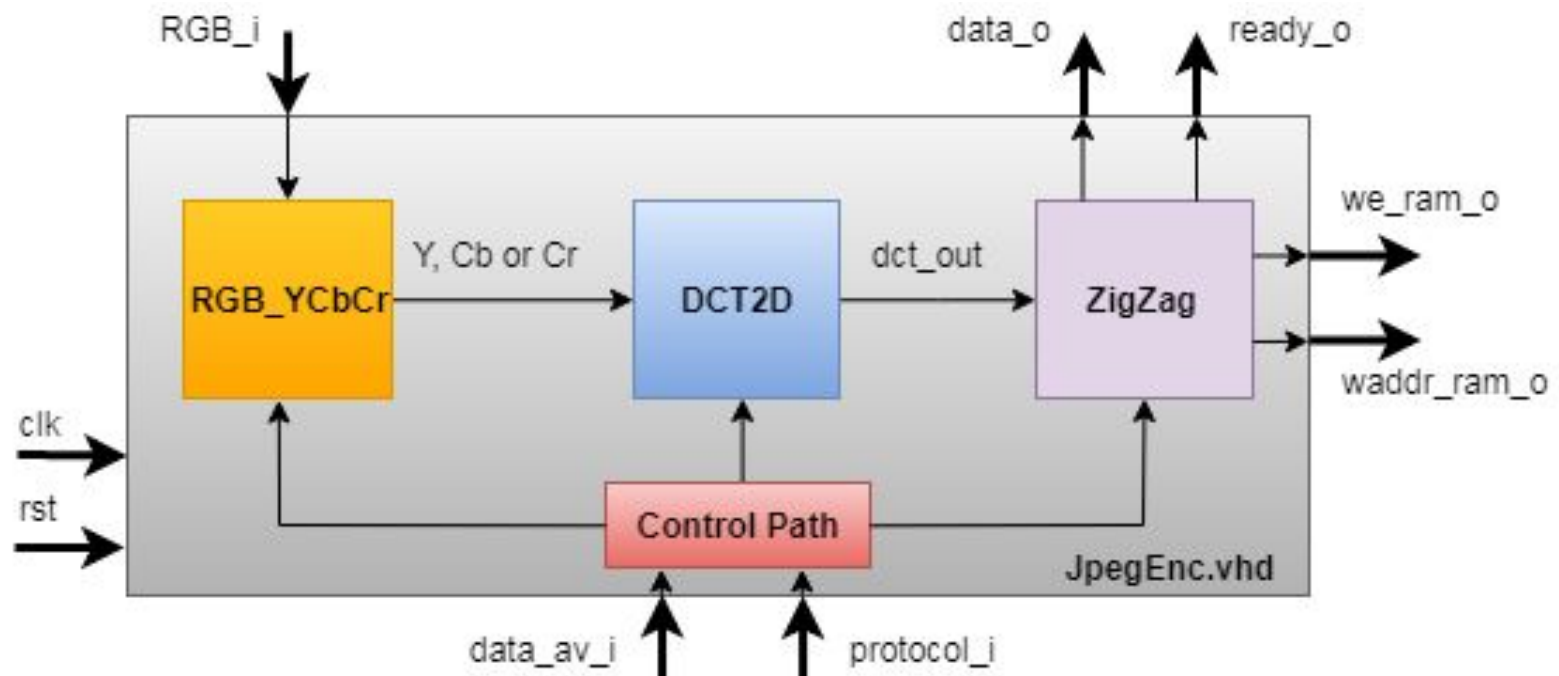 RGB_i
data_o
ready_o
we_ram_o
Y, Cb or Cr
dct_out
RGB_YCbCr
DCT2D
ZigZag
waddr_ram_o
clk
rst
Control Path
JpegEnc.vhd
data_av_i
protocol_i